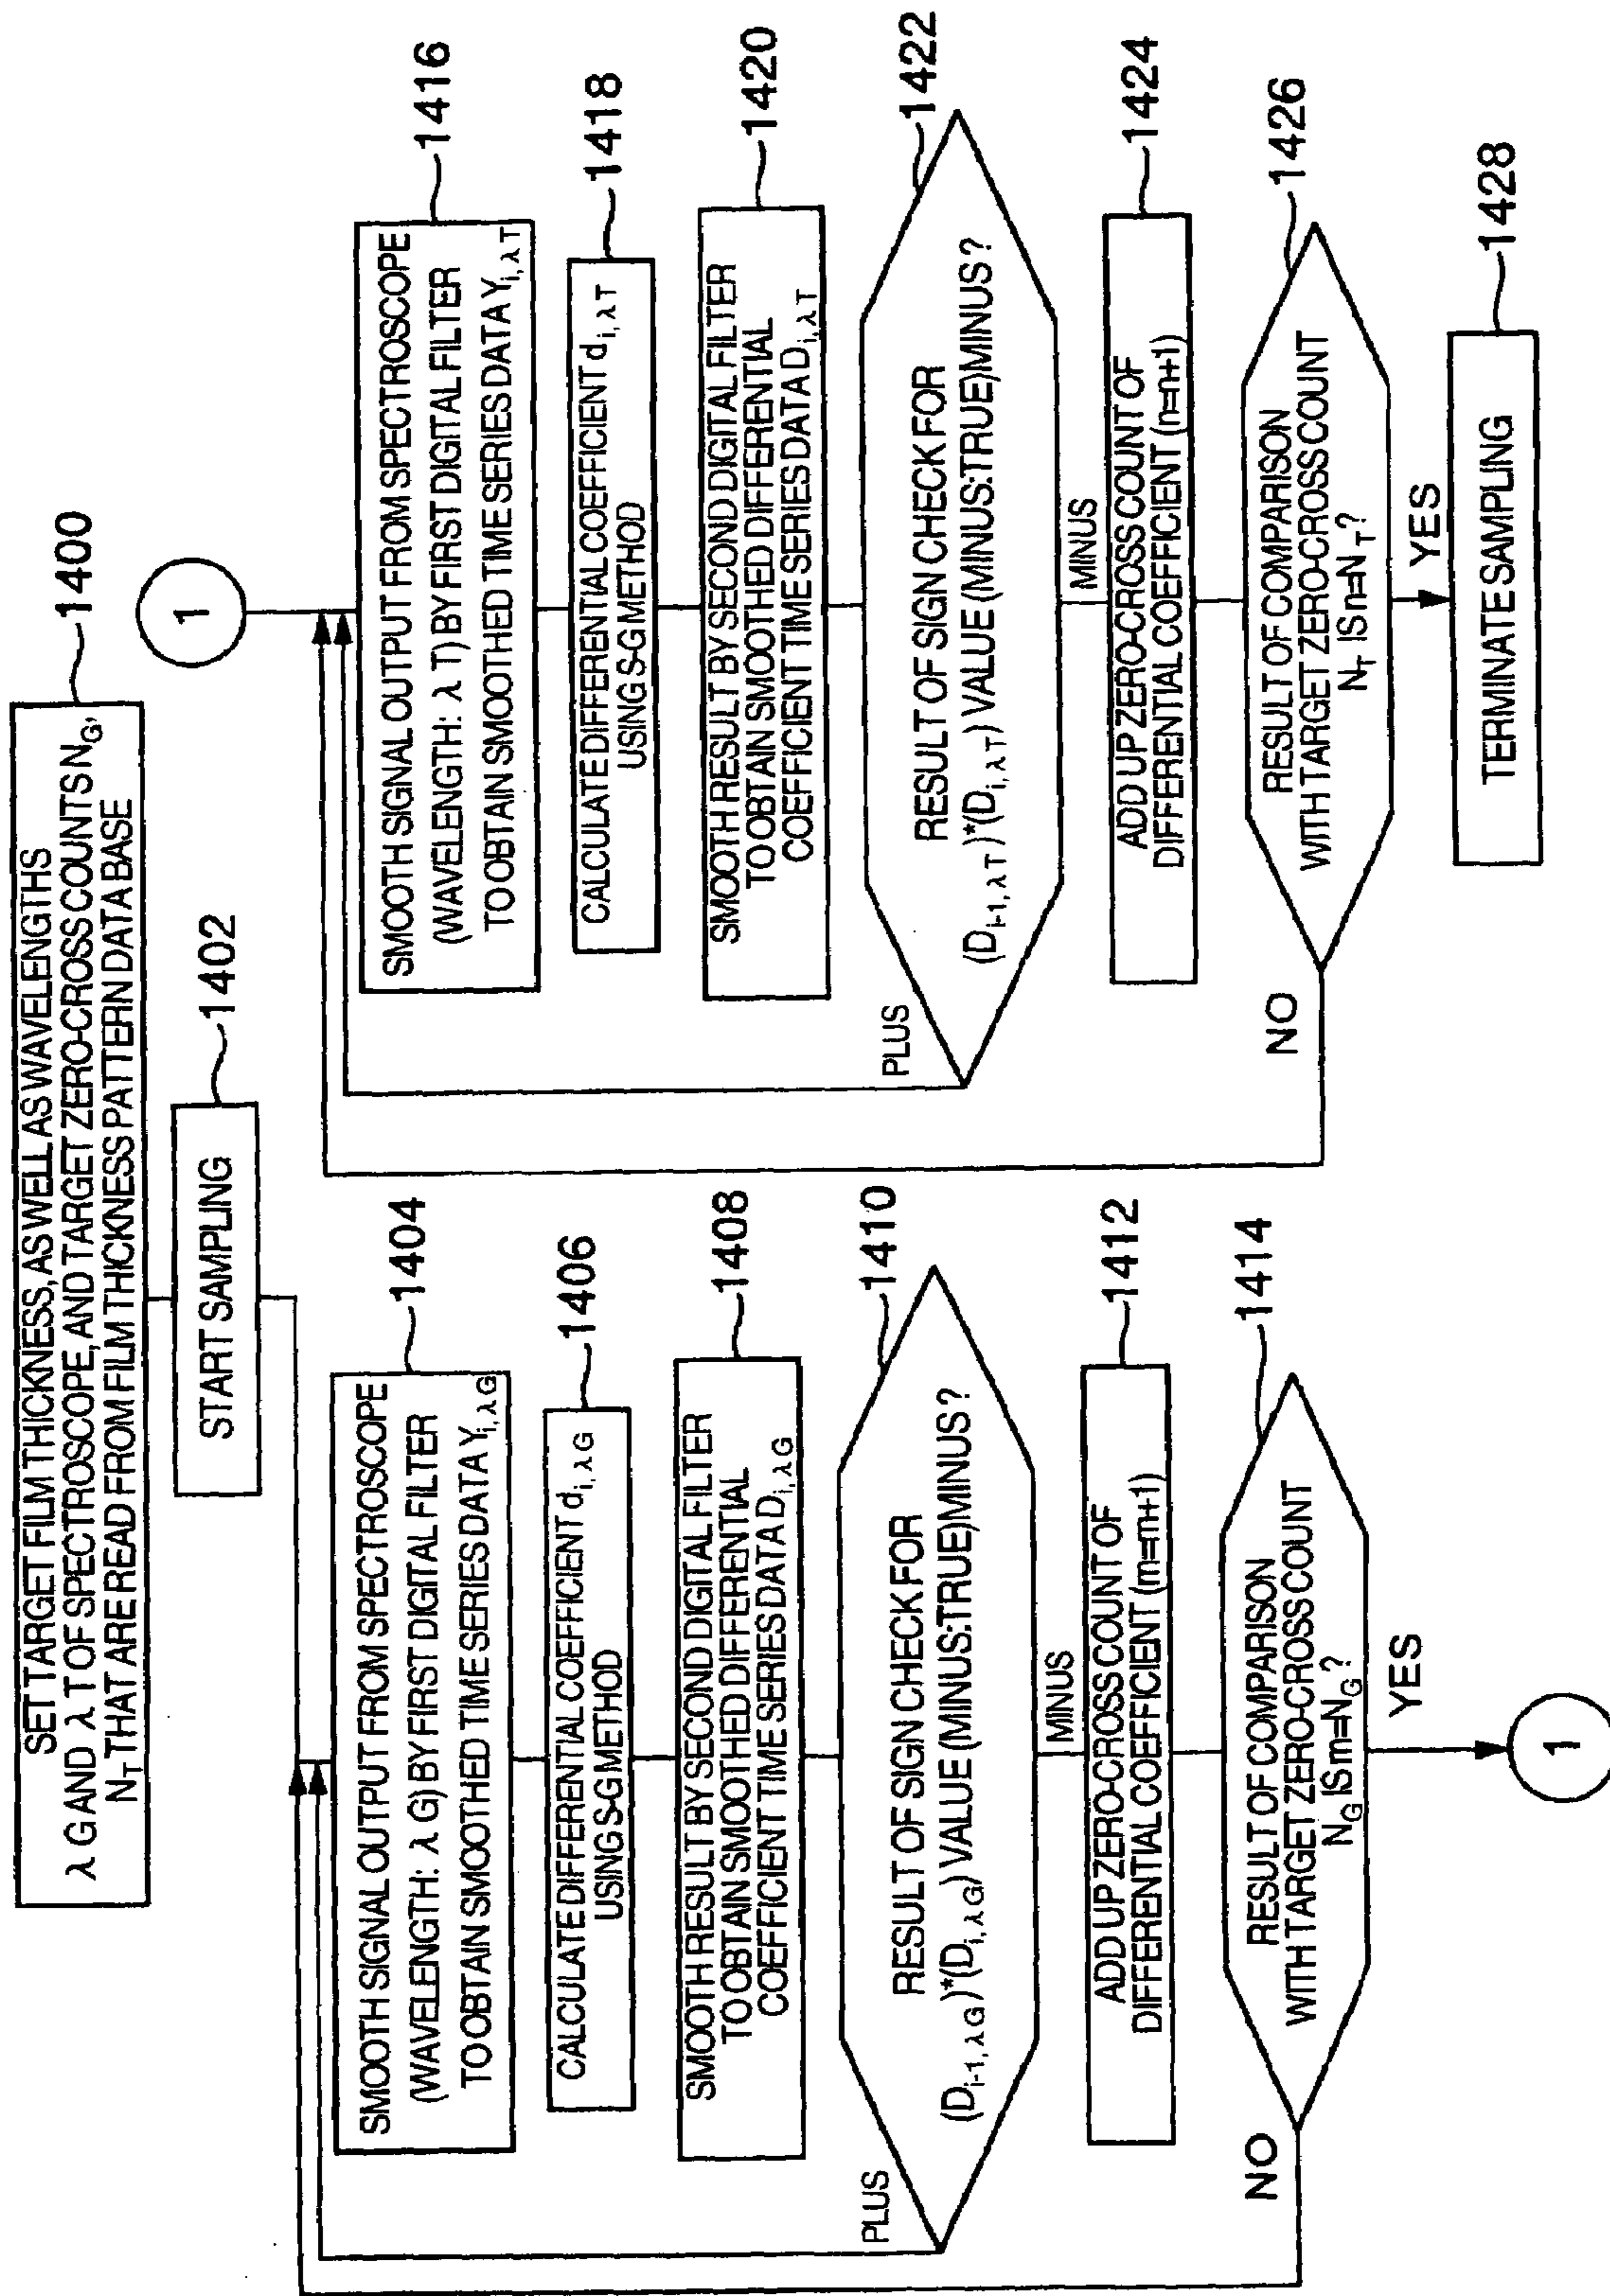 SET TARGET FILM THICKNESS, AS WELL AS WAVELENGTHS
λ G AND λ T OF SPECTROSCOPE, AND TARGET ZERO-CROSS COUNTS N_G,
N_T THAT ARE READ FROM FILM THICKNESS PATTERN DATA BASE
1400
START SAMPLING
1402
SMOOTH SIGNAL OUTPUT FROM SPECTROSCOPE
(WAVELENGTH: λ G) BY FIRST DIGITAL FILTER
TO OBTAIN SMOOTHED TIME SERIES DATA Y_i, λ G
1404
CALCULATE DIFFERENTIAL COEFFICIENT d_i, λ G
USING S-G METHOD
1406
SMOOTH RESULT BY SECOND DIGITAL FILTER
TO OBTAIN SMOOTHED DIFFERENTIAL
COEFFICIENT TIME SERIES DATA D_i, λ G
1408
RESULT OF SIGN CHECK FOR
(D_i-1, λ G)*(D_i, λ G) VALUE (MINUS:TRUE) MINUS?
1410
PLUS
MINUS
ADD UP ZERO-CROSS COUNT OF
DIFFERENTIAL COEFFICIENT (m=m+1)
1412
RESULT OF COMPARISON
WITH TARGET ZERO-CROSS COUNT
N_G IS m=N_G?
1414
NO
YES
1
1
SMOOTH SIGNAL OUTPUT FROM SPECTROSCOPE
(WAVELENGTH: λ T) BY FIRST DIGITAL FILTER
TO OBTAIN SMOOTHED TIME SERIES DATA Y_i, λ T
1416
CALCULATE DIFFERENTIAL COEFFICIENT d_i, λ T
USING S-G METHOD
1418
SMOOTH RESULT BY SECOND DIGITAL FILTER
TO OBTAIN SMOOTHED DIFFERENTIAL
COEFFICIENT TIME SERIES DATA D_i, λ T
1420
RESULT OF SIGN CHECK FOR
(D_i-1, λ T)*(D_i, λ T) VALUE (MINUS:TRUE) MINUS?
1422
PLUS
MINUS
ADD UP ZERO-CROSS COUNT OF
DIFFERENTIAL COEFFICIENT (n=n+1)
1424
RESULT OF COMPARISON
WITH TARGET ZERO-CROSS COUNT
N_T IS n=N_T?
1426
NO
YES
TERMINATE SAMPLING
1428